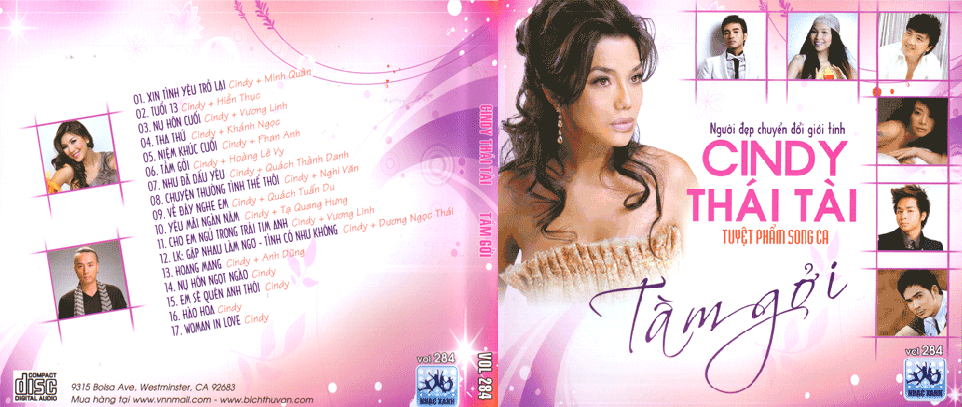 01. XIN TÌNH YÊU TRỞ LẠI Cindy + Minh Quân
02. TUỔI 13 Cindy + Hiền Thục
03. NỤ HÔN CUỐI Cindy + Vương Linh
04. THA THỨ Cindy + Khánh Ngọc
05. NIỆM KHÚC CUỐI Cindy + Phan Anh
06. TẦM GỞI Cindy + Hoàng Lê Vy
07. NHƯ ĐÃ DẤU YÊU Cindy + Quách Thành Danh
08. CHUYỆN THƯỜNG TÌNH THẾ THÔI Cindy + Nghi Văn
09. VỀ ĐÂY NGHE EM Cindy + Quách Tuấn Du
10. YÊU MÃI NGÀN NĂM Cindy + Tạ Quang Hưng
11. CHO EM NGỦ TRONG TRÁI TIM ANH Cindy + Vương Linh
12. LK: GẶP NHAU LÀM NGƠ - TÌNH CÓ NHƯ KHÔNG Cindy + Dương Ngọc Thái
13. HOANG MANG Cindy + Anh Dũng
14. NỤ HÔN NGỌT NGÀO Cindy
15. EM SẼ QUÊN ANH THÔI Cindy
16. HÀO HOA Cindy
17. WOMAN IN LOVE Cindy
COMPACT
disc
DIGITAL AUDIO
9315 Bolsa Ave, Westminster, CA 92683
Mua hàng tại www.vnnmall.com - www.bichthuvan.com
vol 284
NHẠC XANH
CINDY THÁI TÀI
TẦM GỞI
VOL 284
NHẠC XANH
Người đẹp chuyển đổi giới tính
CINDY
THÁI TÀI
TUYỆT PHẨM SONG CA
Tầm gởi
vol 284
NHẠC XANH